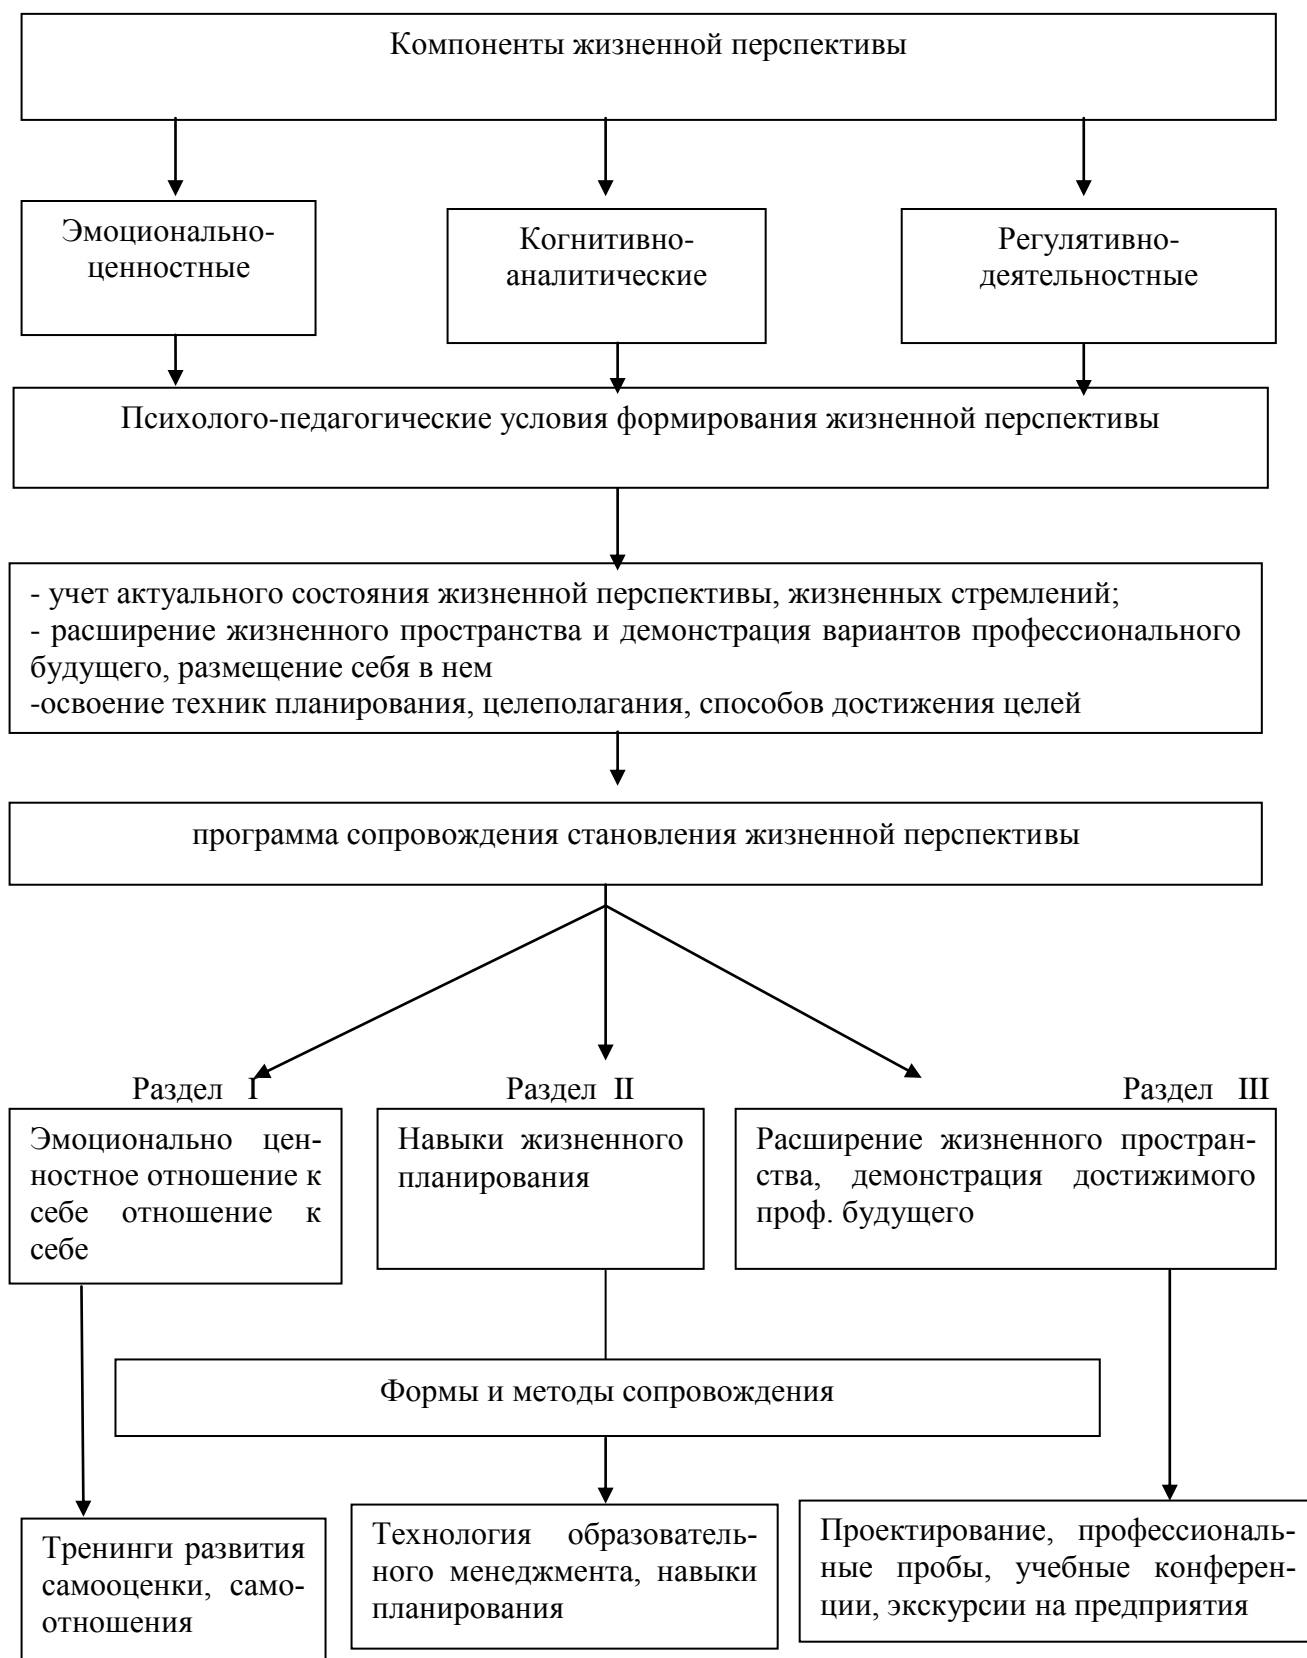 Компоненты жизненной перспективы
Эмоционально-
ценностные
Когнитивно-
аналитические
Регулятивно-
деятельностные
Психолого-педагогические условия формирования жизненной перспективы
- учет актуального состояния жизненной перспективы, жизненных стремлений;
- расширение жизненного пространства и демонстрация вариантов профессионального
будущего, размещение себя в нем
-освоение техник планирования, целеполагания, способов достижения целей
программа сопровождения становления жизненной перспективы
Раздел I
Раздел II
Раздел III
Эмоционально цен-
ностное отношение к
себе отношение к
себе
Навыки жизненного
планирования
Расширение жизненного простран-
ства, демонстрация достижимого
проф. будущего
Формы и методы сопровождения
Тренинги развития
самооценки, само-
отношения
Технология образователь-
ного менеджмента, навыки
планирования
Проектирование, профессиональ-
ные пробы, учебные конферен-
ции, экскурсии на предприятия